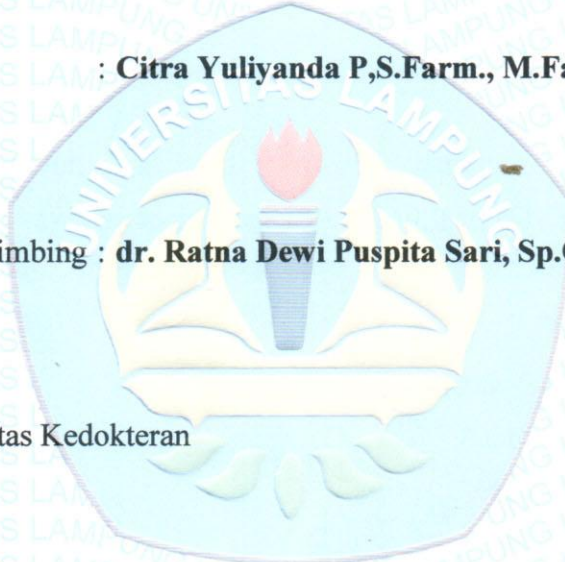 : Citra Yuliyanda P,S.Farm., M.Fa
UNIVERSITAS LAMPUNG
imbing : dr. Ratna Dewi Puspita Sari, Sp.
tas Kedokteran